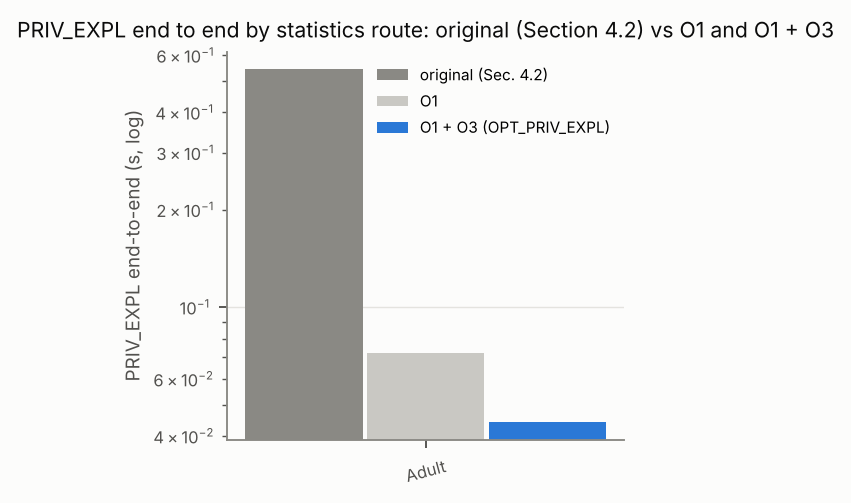 PRIV_EXPL end to end by statistics route: original (Section 4.2) vs O1 and O1 + O3
PRIV_EXPL end-to-end (s, log)
6 × 10⁻¹
4 × 10⁻¹
3 × 10⁻¹
2 × 10⁻¹
10⁻¹
6 × 10⁻²
4 × 10⁻²
original (Sec. 4.2)
O1
O1 + O3 (OPT_PRIV_EXPL)
Adult